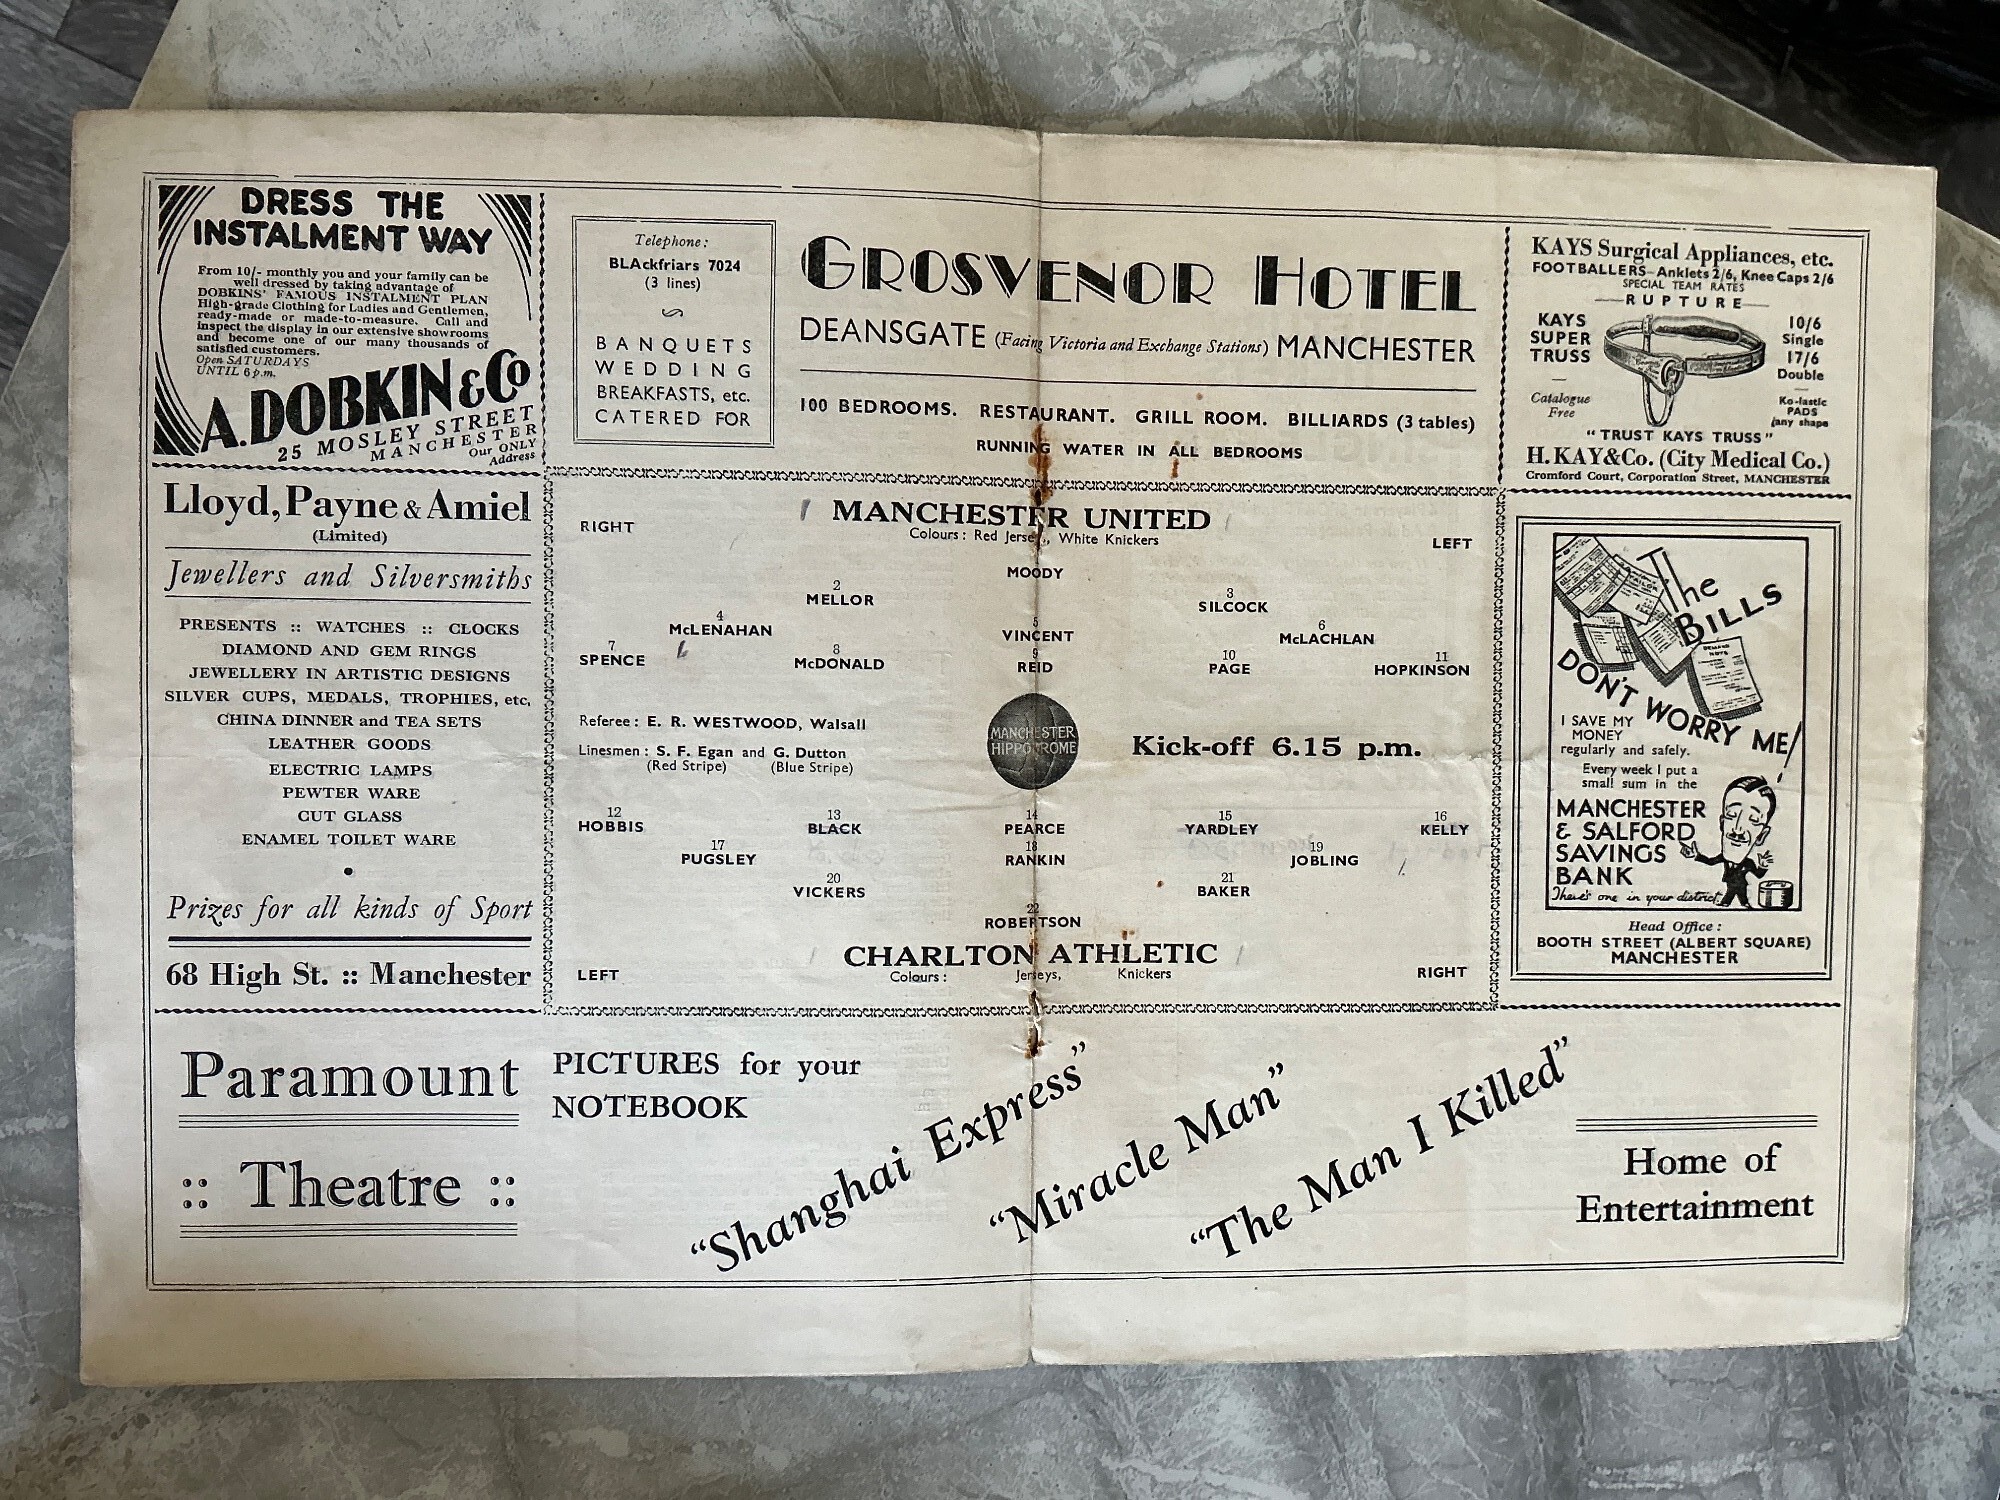 DRESS THE
INSTALMENT WAY
From 10/- monthly you and your family can be
well dressed by taking advantage of
DOBKINS' FAMOUS INSTALMENT PLAN
High-grade Clothing for Ladies and Gentlemen,
ready-made or made-to-measure. Call and
inspect the display in our extensive showrooms
and become one of our many thousands of
satisfied customers.
Open SATURDAYS
UNTIL 6 p.m.
A. DOBKIN & Co
25 MOSLEY STREET
MANCHESTER
Our ONLY
Address
Telephone:
BLAckfriars 7024
(3 lines)
BANQUETS
WEDDING
BREAKFASTS, etc.
CATERED FOR
GROSVENOR HOTEL
DEANSGATE (Facing Victoria and Exchange Stations) MANCHESTER
100 BEDROOMS. RESTAURANT. GRILL ROOM. BILLIARDS (3 tables)
RUNNING WATER IN ALL BEDROOMS
KAYS Surgical Appliances, etc.
FOOTBALLERS—Anklets 2/6, Knee Caps 2/6
SPECIAL TEAM RATES
RUPTURE
KAYS
SUPER
TRUSS
Catalogue
Free
10/6
Single
17/6
Double
Ko-lastic
PADS
any shape
"TRUST KAYS TRUSS"
H. KAY & Co. (City Medical Co.)
Cromford Court, Corporation Street, MANCHESTER
Lloyd, Payne & Amiel
(Limited)
Jewellers and Silversmiths
PRESENTS :: WATCHES :: CLOCKS
DIAMOND AND GEM RINGS
JEWELLERY IN ARTISTIC DESIGNS
SILVER CUPS, MEDALS, TROPHIES, etc.
CHINA DINNER and TEA SETS
LEATHER GOODS
ELECTRIC LAMPS
PEWTER WARE
CUT GLASS
ENAMEL TOILET WARE
Prizes for all kinds of Sport
68 High St. :: Manchester
RIGHT
MANCHESTER UNITED
Colours : Red Jersey, White Knickers
LEFT
MOODY
2 3
MELLOR SILCOCK
4 5 6
McLENAHAN VINCENT McLACHLAN
7 8 9 10 11
SPENCE McDONALD REID PAGE HOPKINSON
Referee : E. R. WESTWOOD, Walsall
Linesmen : S. F. Egan and G. Dutton
(Red Stripe) (Blue Stripe)
MANCHESTER
HIPPODROME
Kick-off 6.15 p.m.
12 13 14 15 16
HOBBIS BLACK PEARCE YARDLEY KELLY
17 18 19
PUGSLEY RANKIN JOBLING
20 21
VICKERS BAKER
22
ROBERTSON
CHARLTON ATHLETIC
LEFT
Colours : Jerseys, Knickers
RIGHT
The
BILLS
DEMAND
NOTE
DON'T WORRY ME!
I SAVE MY
MONEY
regularly and safely.
Every week I put a
small sum in the
MANCHESTER
& SALFORD
SAVINGS
BANK
There's one in your district.
Head Office :
BOOTH STREET (ALBERT SQUARE)
MANCHESTER
Paramount
:: Theatre ::
PICTURES for your
NOTEBOOK
"Shanghai Express"
"Miracle Man"
"The Man I Killed"
Home of
Entertainment